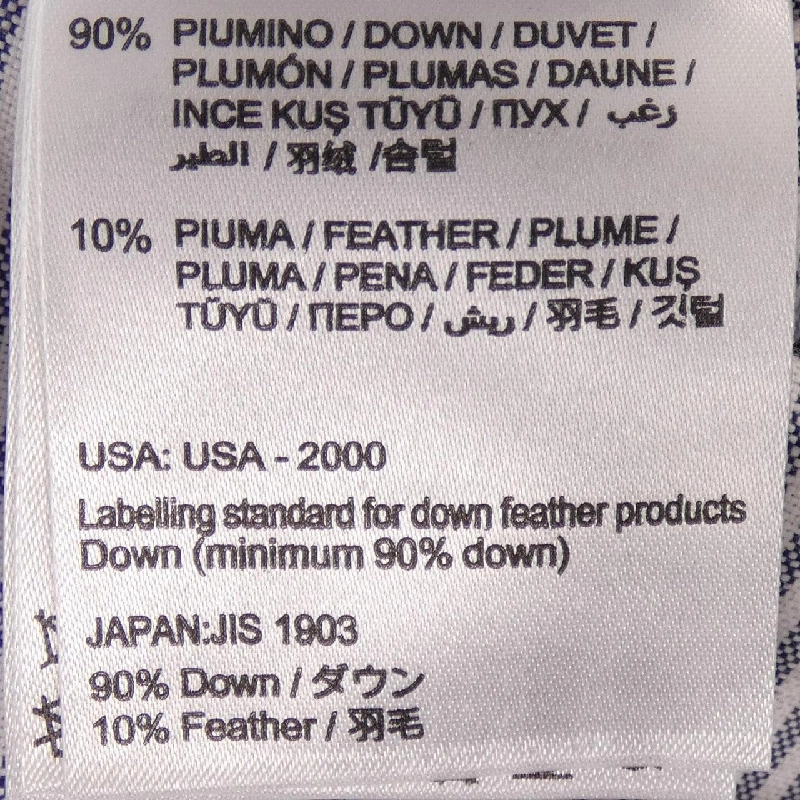 90% PIUMINO / DOWN / DUVET /
PLUMÓN / PLUMAS / DAUNE /
INCE KUŞ TÜYÜ / ПУХ / زغب
الطير / 羽绒 / 솜털
10% PIUMA / FEATHER / PLUME /
PLUMA / PENA / FEDER / KUŞ
TÜYÜ / ПЕРО / ريش / 羽毛 / 깃털
USA: USA - 2000
Labelling standard for down feather products
Down (minimum 90% down)
JAPAN:JIS 1903
90% Down / ダウン
10% Feather / 羽毛